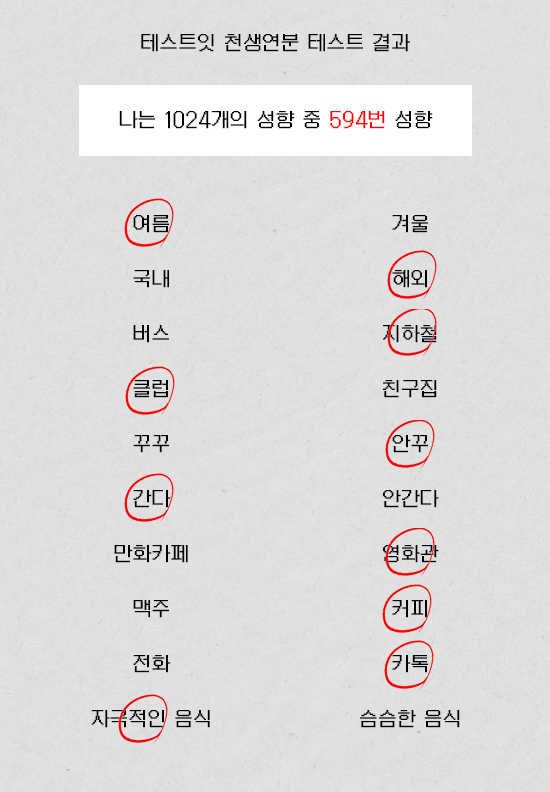 테스트잇 천생연분 테스트 결과
나는 1024개의 성향 중 594번 성향
여름 겨울
국내 해외
버스 지하철
클럽 친구집
꾸꾸 안꾸
간다 안간다
만화카페 영화관
맥주 커피
전화 카톡
자극적인 음식 슴슴한 음식